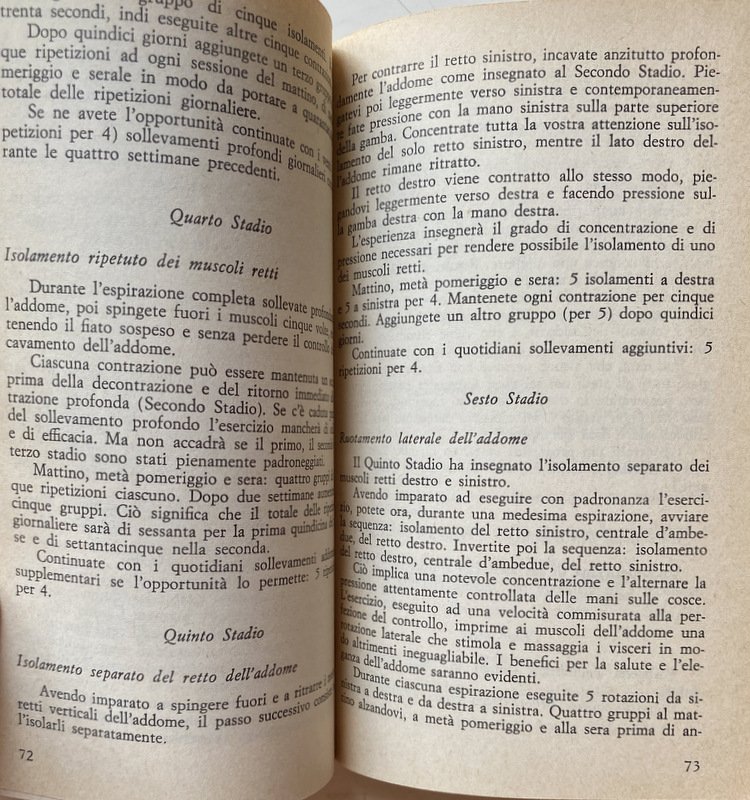 gruppo di cinque isolamenti
trenta secondi, indi eseguite altre cinque
Dopo quindici giorni aggiungete un terzo
que ripetizioni ad ogni sessione del mattino,
meriggio e serale in modo da portare a
totale delle ripetizioni giornaliere.
Se ne avete l'opportunità continuate con i
petizioni per 4) sollevamenti profondi giornalieri
rante le quattro settimane precedenti.
Quarto Stadio
Isolamento ripetuto dei muscoli retti
Durante l'espirazione completa sollevate
l'addome, poi spingete fuori i muscoli cinque
tenendo il fiato sospeso e senza perdere il controllo
cavamento dell'addome.
Ciascuna contrazione può essere mantenuta un
prima della decontrazione e del ritorno immediato
trazione profonda (Secondo Stadio). Se c'è caduta
del sollevamento profondo l'esercizio mancherà di
e di efficacia. Ma non accadrà se il primo, il
terzo stadio sono stati pienamente padroneggiati.
Mattino, metà pomeriggio e sera: quattro gruppi
que ripetizioni ciascuno. Dopo due settimane
cinque gruppi. Ciò significa che il totale delle
giornaliere sarà di sessanta per la prima quindicina
se e di settantacinque nella seconda.
Continuate con i quotidiani sollevamenti
supplementari se l'opportunità lo permette: 5
per 4.
Quinto Stadio
Isolamento separato del retto dell'addome
Avendo imparato a spingere fuori e a ritrarre i
retti verticali dell'addome, il passo successivo
l'isolarli separatamente.
72
Per contrarre il retto sinistro, incavate anzitutto profon-
damente l'addome come insegnato al Secondo Stadio. Pie-
gatevi poi leggermente verso sinistra e contemporaneamen-
te fate pressione con la mano sinistra sulla parte superiore
della gamba. Concentrate tutta la vostra attenzione sull'iso-
lamento del solo retto sinistro, mentre il lato destro del-
l'addome rimane ritratto.
Il retto destro viene contratto allo stesso modo, pie-
gandovi leggermente verso destra e facendo pressione sul-
la gamba destra con la mano destra.
L'esperienza insegnerà il grado di concentrazione e di
pressione necessari per rendere possibile l'isolamento di uno
dei muscoli retti.
Mattino, metà pomeriggio e sera: 5 isolamenti a destra
e 5 a sinistra per 4. Mantenete ogni contrazione per cinque
secondi. Aggiungete un altro gruppo (per 5) dopo quindici
giorni.
Continuate con i quotidiani sollevamenti aggiuntivi: 5
ripetizioni per 4.
Sesto Stadio
Ruotamento laterale dell'addome
Il Quinto Stadio ha insegnato l'isolamento separato dei
muscoli retti destro e sinistro.
Avendo imparato ad eseguire con padronanza l'eserci-
zio, potete ora, durante una medesima espirazione, avviare
la sequenza: isolamento del retto sinistro, centrale d'ambe-
due, del retto destro. Invertite poi la sequenza: isolamento
del retto destro, centrale d'ambedue, del retto sinistro.
Ciò implica una notevole concentrazione e l'alternare la
pressione attentamente controllata delle mani sulle cosce.
L'esercizio, eseguito ad una velocità commisurata alla per-
fezione del controllo, imprime ai muscoli dell'addome una
rotazione laterale che stimola e massaggia i visceri in mo-
do altrimenti ineguagliabile. I benefici per la salute e l'ele-
ganza dell'addome saranno evidenti.
Durante ciascuna espirazione eseguite 5 rotazioni da si-
nistra a destra e da destra a sinistra. Quattro gruppi al mat-
tino alzandovi, a metà pomeriggio e alla sera prima di an-
73